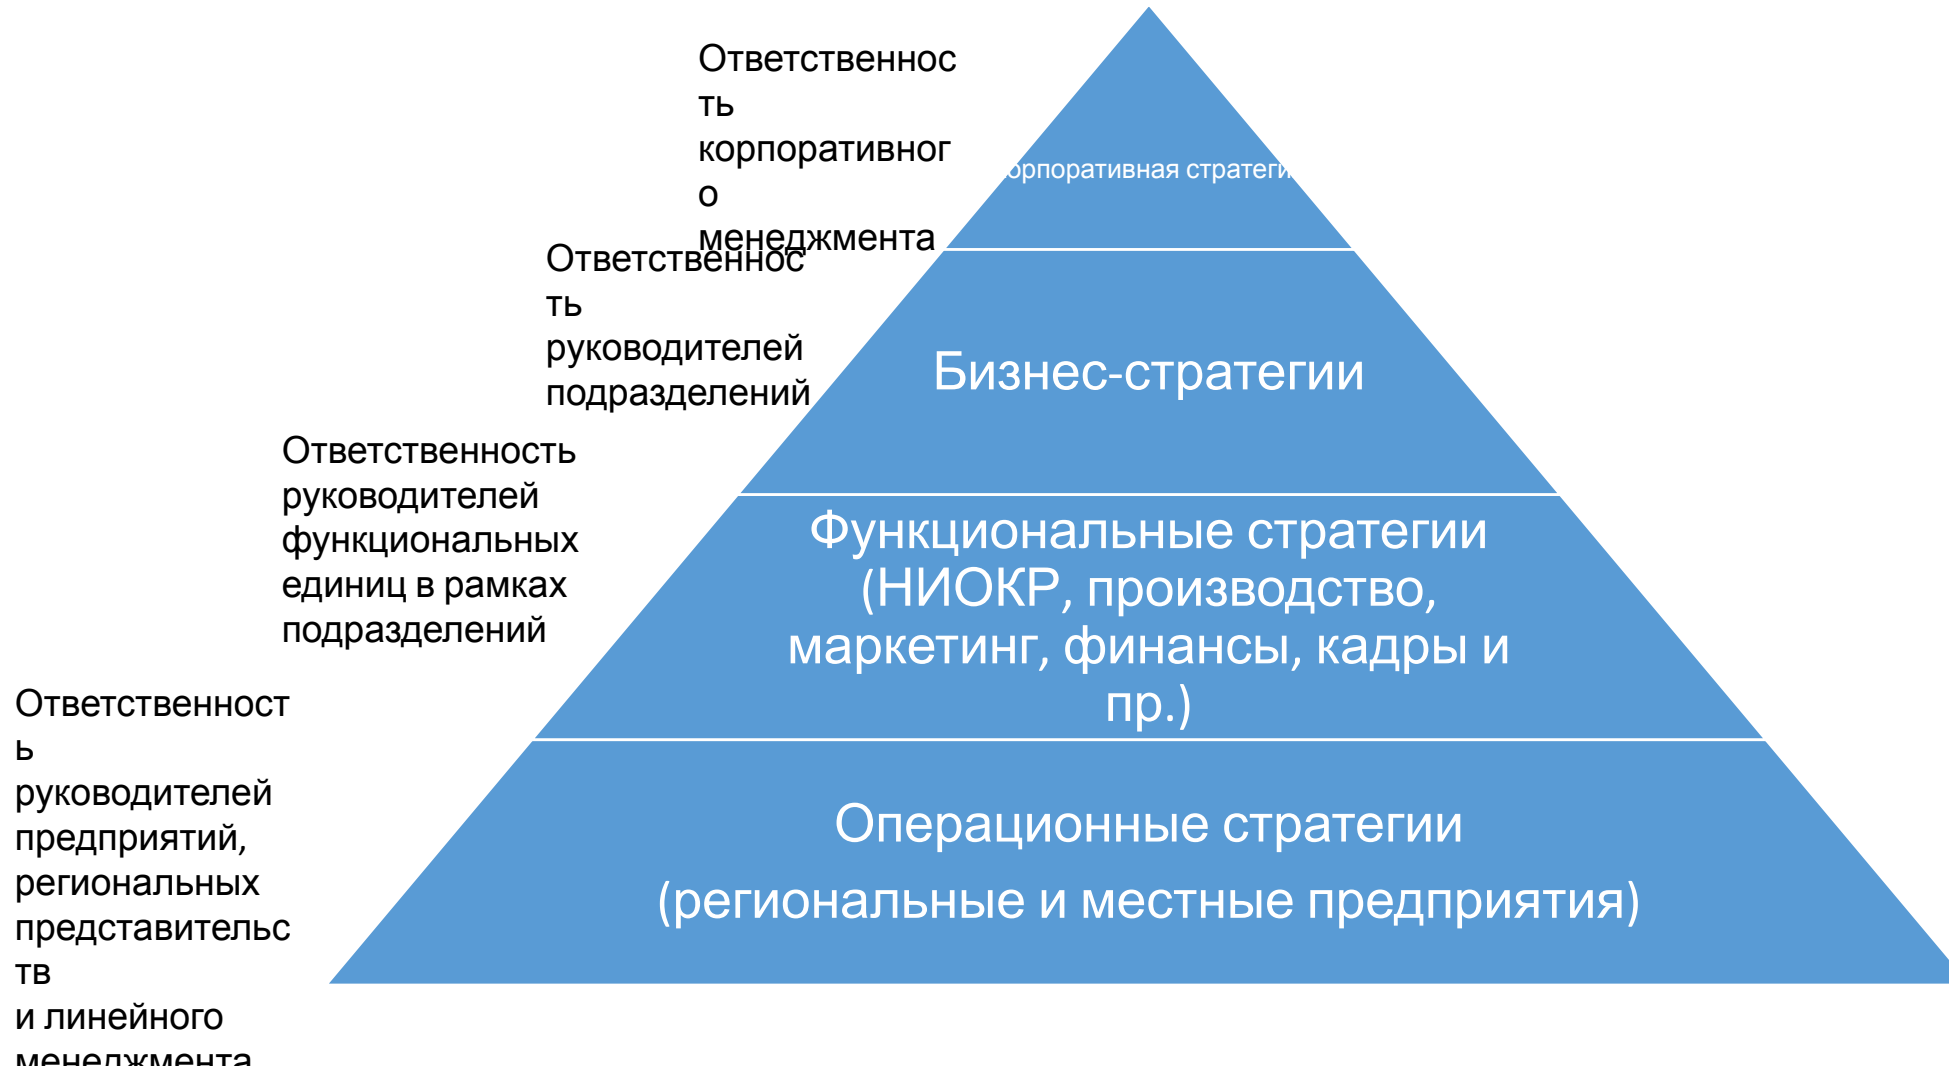 Ответственнос
ть
корпоративног
о
менеджмента
орпоративная стратеги
Ответственнос
ть
руководителей
подразделений
Бизнес-стратегии
Ответственность
руководителей
функциональных
единиц в рамках
подразделений
Функциональные стратегии
(НИОКР, производство,
маркетинг, финансы, кадры и
пр.)
Ответственност
ь
руководителей
предприятий,
региональных
представительс
тв
и линейного
менеджмента
Операционные стратегии
(региональные и местные предприятия)